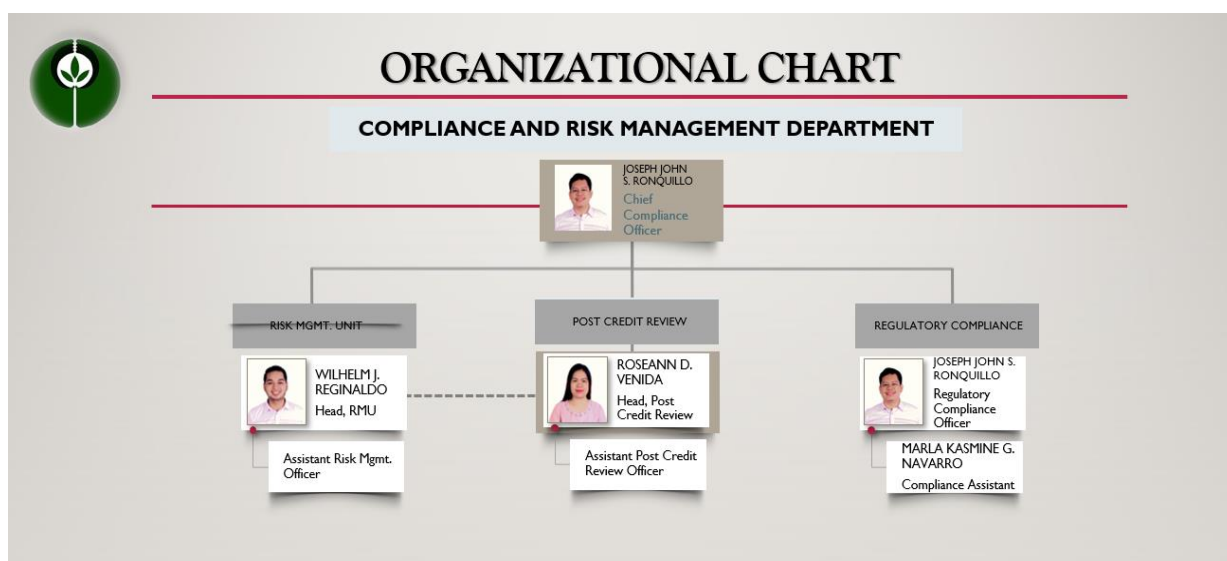 ORGANIZATIONAL CHART
COMPLIANCE AND RISK MANAGEMENT DEPARTMENT
JOSEPH JOHN
S. RONQUILLO
Chief
Compliance
Officer
RISK MGMT. UNIT
POST CREDIT REVIEW
REGULATORY COMPLIANCE
WILHELM J.
REGINALDO
Head, RMU
ROSEANN D.
VENIDA
Head, Post
Credit Review
JOSEPH JOHN S.
RONQUILLO
Regulatory
Compliance
Officer
Assistant Risk Mgmt.
Officer
Assistant Post Credit
Review Officer
MARLA KASMINE G.
NAVARRO
Compliance Assistant